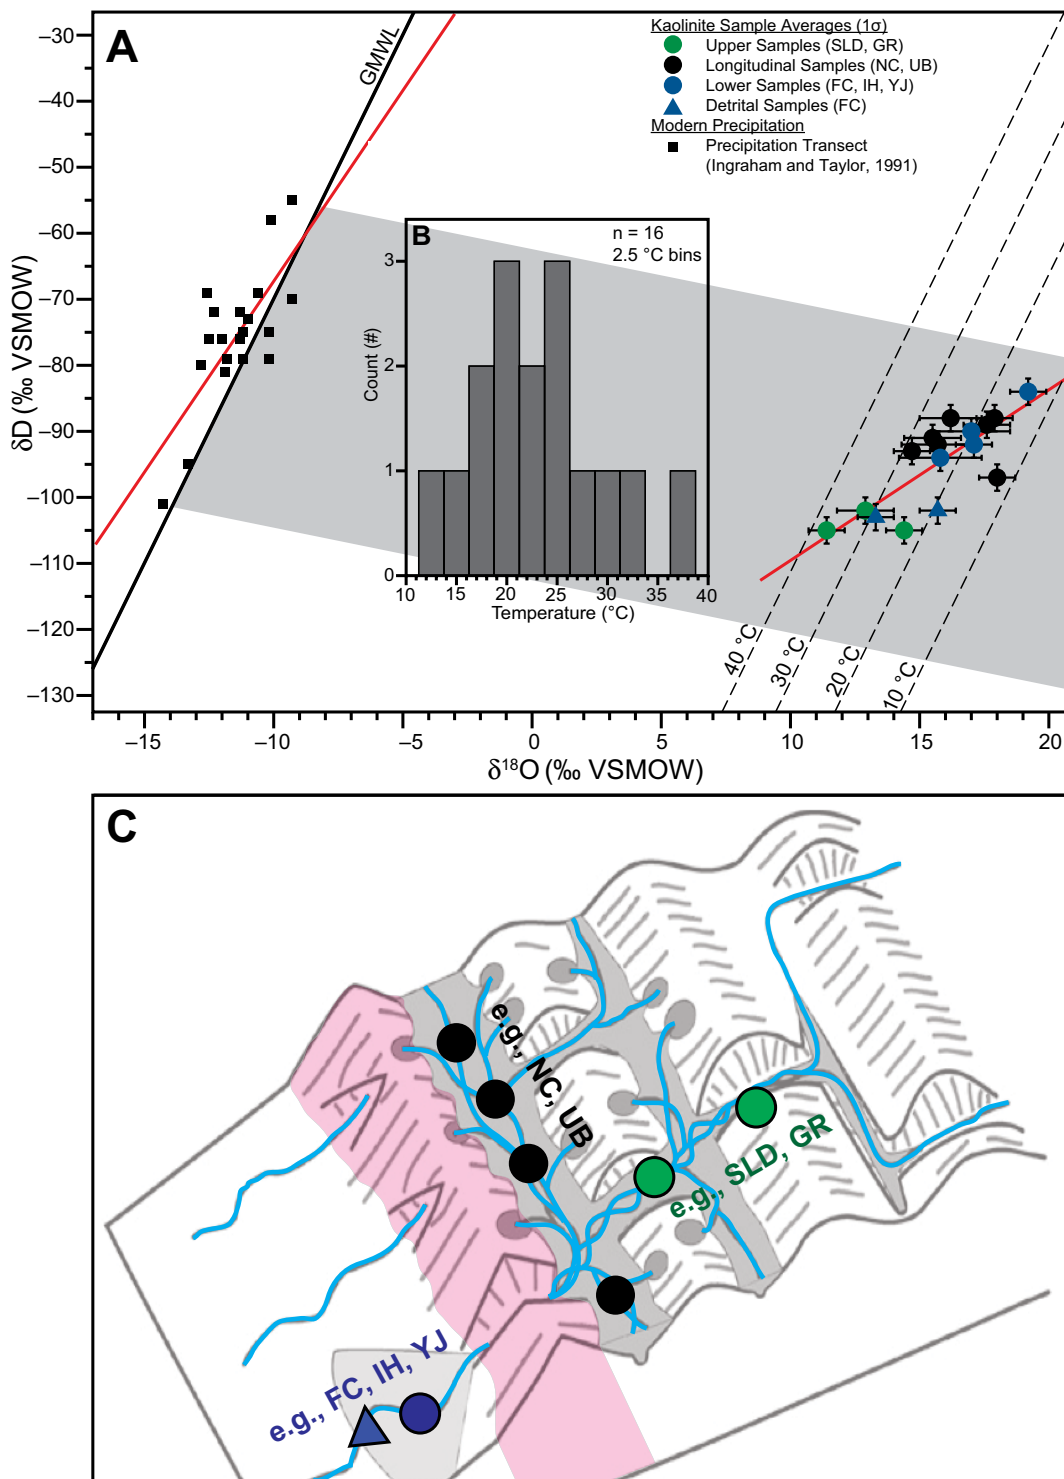 A
GMWL
Kaolinite Sample Averages (1σ)
Upper Samples (SLD, GR)
Longitudinal Samples (NC, UB)
Lower Samples (FC, IH, YJ)
Detrital Samples (FC)
Modern Precipitation
Precipitation Transect
(Ingraham and Taylor, 1991)
δD (‰ VSMOW)
–30
–40
–50
–60
–70
–80
–90
–100
–110
–120
–130
B
n = 16
2.5 °C bins
Count (#)
3
2
1
0
10 15 20 25 30 35 40
Temperature (°C)
40 °C
30 °C
20 °C
10 °C
–15 –10 –5 0 5 10 15 20
δ18O (‰ VSMOW)
C
e.g., NC, UB
e.g., SLD, GR
e.g., FC, IH, YJ